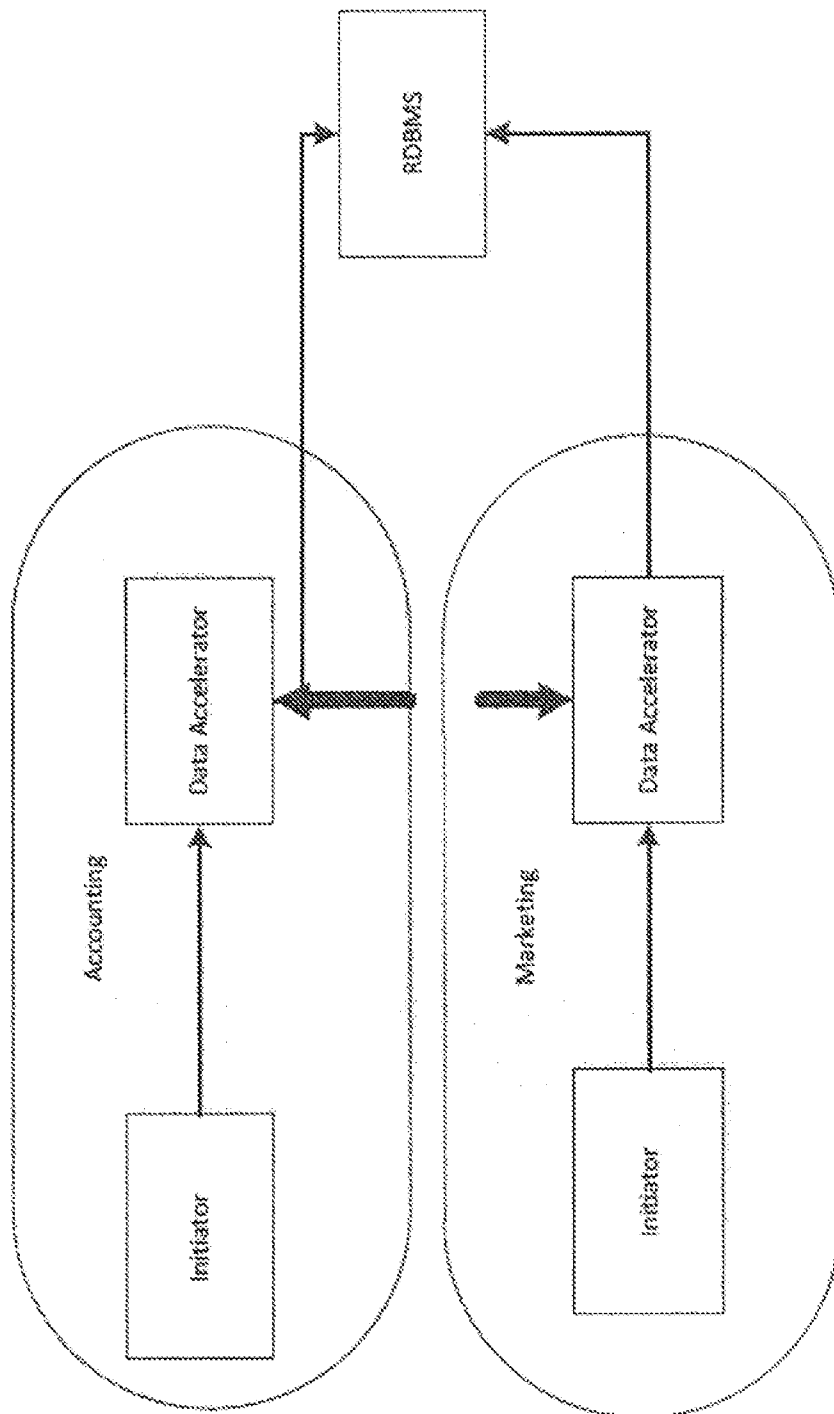 Accounting
Initiator
Data Accelerator
RDBMS
Marketing
Initiator
Data Accelerator